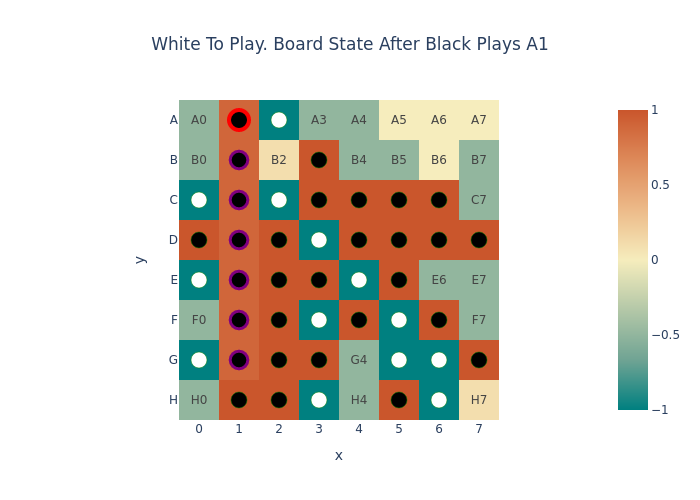 White To Play. Board State After Black Plays A1
A A0 A3 A4 A5 A6 A7
B B0 B2 B4 B5 B6 B7
C C7
D
E E6 E7
F F0 F7
G G4
H H0 H4 H7
0 1 2 3 4 5 6 7
x
y
1
0.5
0
−0.5
−1